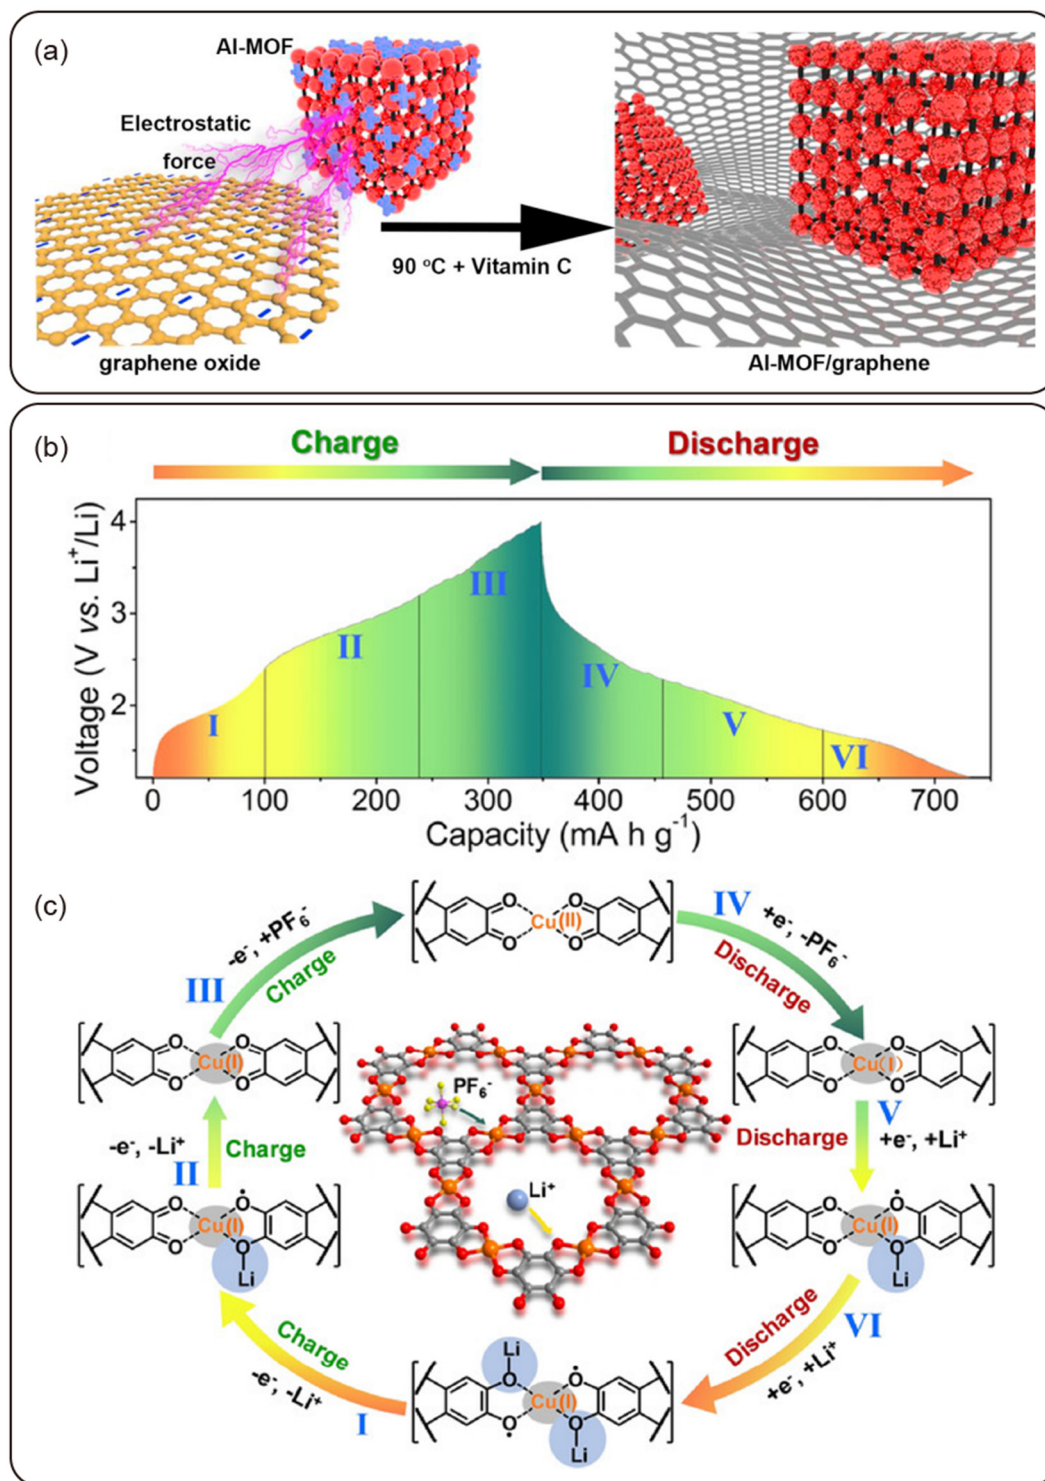 (a)
Al-MOF
Electrostatic
force
90 °C + Vitamin C
graphene oxide
Al-MOF/graphene
(b)
Charge
Discharge
Voltage (V vs. Li⁺/Li)
4
3
2
I
II
III
IV
V
VI
0
100
200
300
400
500
600
700
Capacity (mA h g⁻¹)
(c)
O
O
Cu(II)
O
O
III
-e⁻, +PF₆⁻
Charge
IV
+e⁻, -PF₆⁻
Discharge
O
O
Cu(I)
O
O
PF₆⁻
O
O
Cu(I)
O
O
-e⁻, -Li⁺
II
Charge
Discharge
V
+e⁻, +Li⁺
Li⁺
O
O
Cu(I)
O
O
Li
O
O
Cu(I)
O
O
Li
Charge
-e⁻, -Li⁺
I
Discharge
VI
+e⁻, +Li⁺
Li
O
O
Cu(I)
O
O
Li